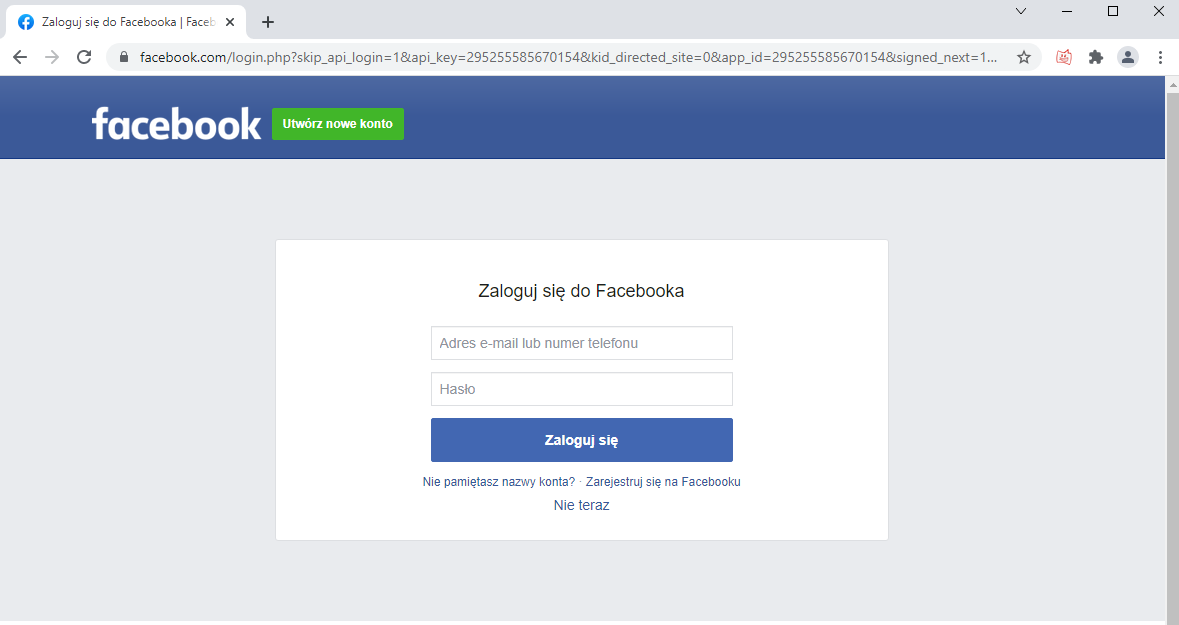 Zaloguj się do Facebooka | Faceb
facebook.com/login.php?skip_api_login=1&api_key=295255585670154&kid_directed_site=0&app_id=295255585670154&signed_next=1...
facebook
Utwórz nowe konto
Zaloguj się do Facebooka
Adres e-mail lub numer telefonu
Hasło
Zaloguj się
Nie pamiętasz nazwy konta? · Zarejestruj się na Facebooku
Nie teraz